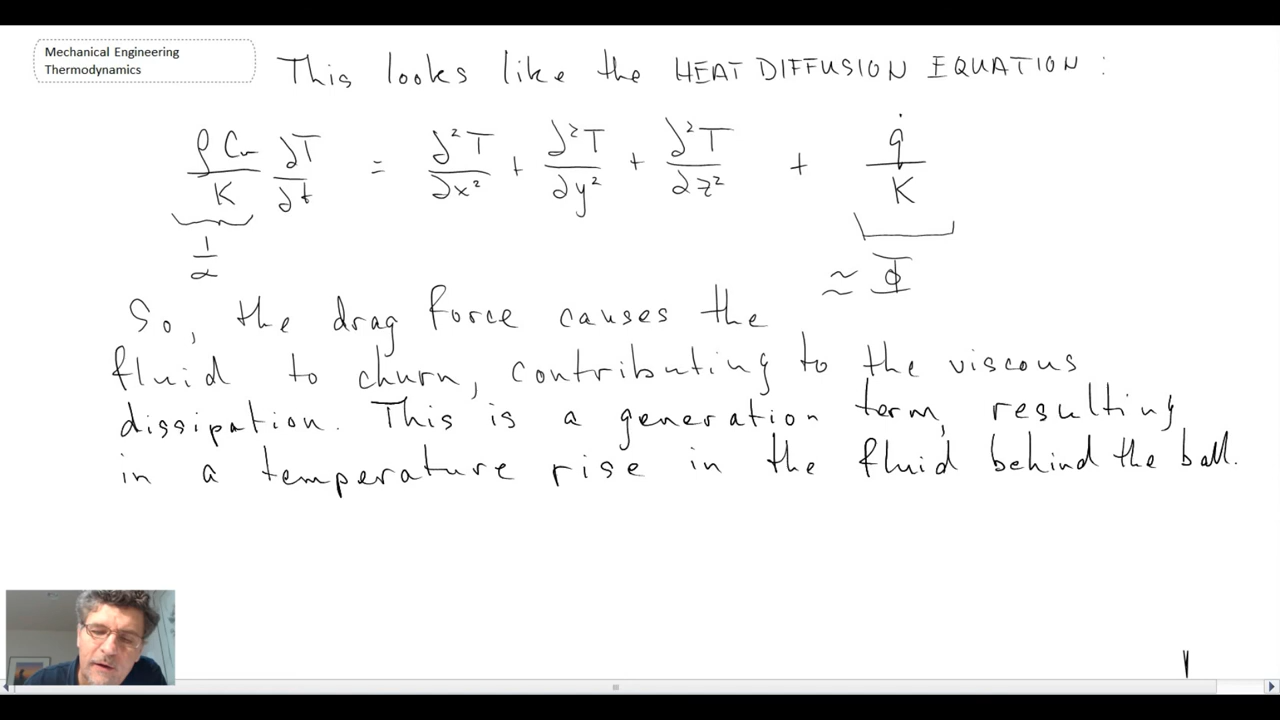 Mechanical Engineering
Thermodynamics
This looks like the HEAT DIFFUSION EQUATION :
ρ Cv / K ∂T/∂t = ∂²T/∂x² + ∂²T/∂y² + ∂²T/∂z² + q̇ / K
1/α
≈ Φ
So, the drag force causes the
fluid to churn, contributing to the viscous
dissipation. This is a generation term, resulting
in a temperature rise in the fluid behind the ball.